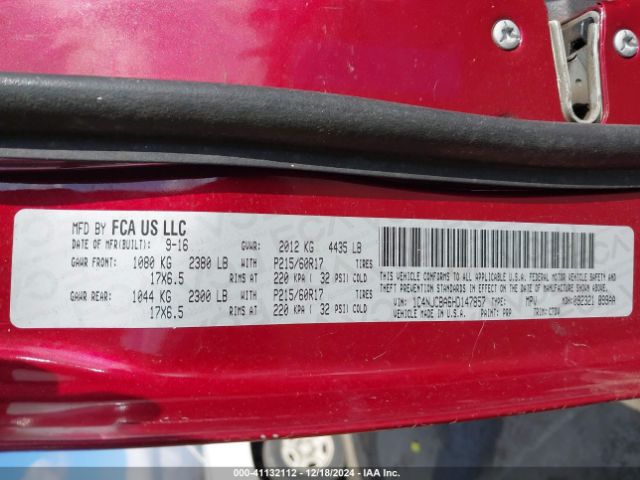 MFD BY FCA US LLC
DATE OF MFR(BUILT): 9-16 GVWR: 2012 KG 4435 LB
GAWR FRONT: 1080 KG 2380 LB WITH P215/60R17 TIRES
17X6.5 RIMS AT 220 KPA ( 32 PSI) COLD
GAWR REAR: 1044 KG 2300 LB WITH P215/60R17 TIRES
17X6.5 RIMS AT 220 KPA ( 32 PSI) COLD
THIS VEHICLE CONFORMS TO ALL APPLICABLE U.S.A. FEDERAL MOTOR VEHICLE SAFETY AND
THEFT PREVENTION STANDARDS IN EFFECT ON THE DATE OF MANUFACTURE SHOWN ABOVE.
VIN: 1C4NJCBA6HD147857 TYPE: MPV MDH: 092321 099AA
VEHICLE MADE IN U.S.A. PAINT: PRP TRIM:
000-41132112 - 12/18/2024 - IAA Inc.